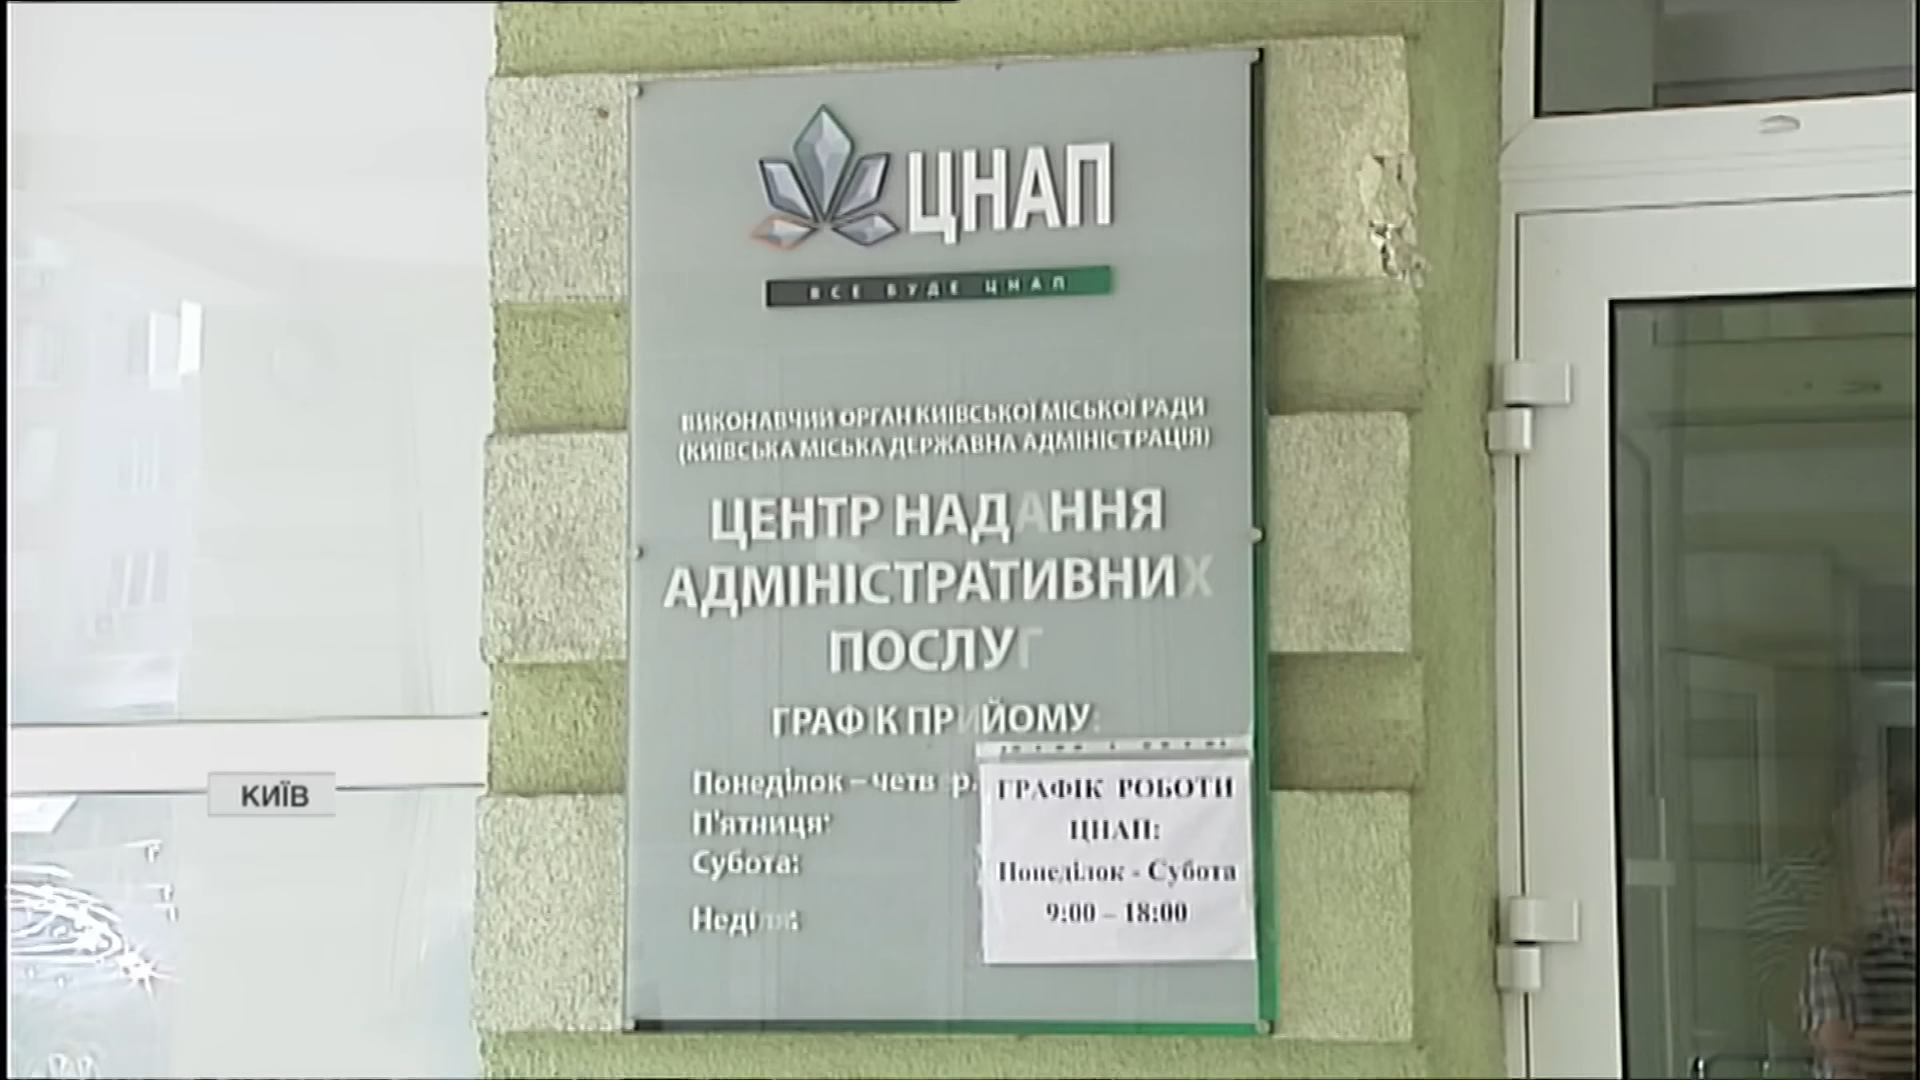 ЦНАП
ВСЕ БУДЕ ЦНАП
ВИКОНАВЧИЙ ОРГАН КИЇВСЬКОЇ МІСЬКОЇ РАДИ
(КИЇВСЬКА МІСЬКА ДЕРЖАВНА АДМІНІСТРАЦІЯ)
ЦЕНТР НАДАННЯ
АДМІНІСТРАТИВНИХ
ПОСЛУГ
ГРАФІК ПРИЙОМУ:
Понеділок – четв р.
П'ятниця:
Субота:
Неділя:
ГРАФІК РОБОТИ
ЦНАП:
Понеділок - Субота
9:00 – 18:00
КИЇВ